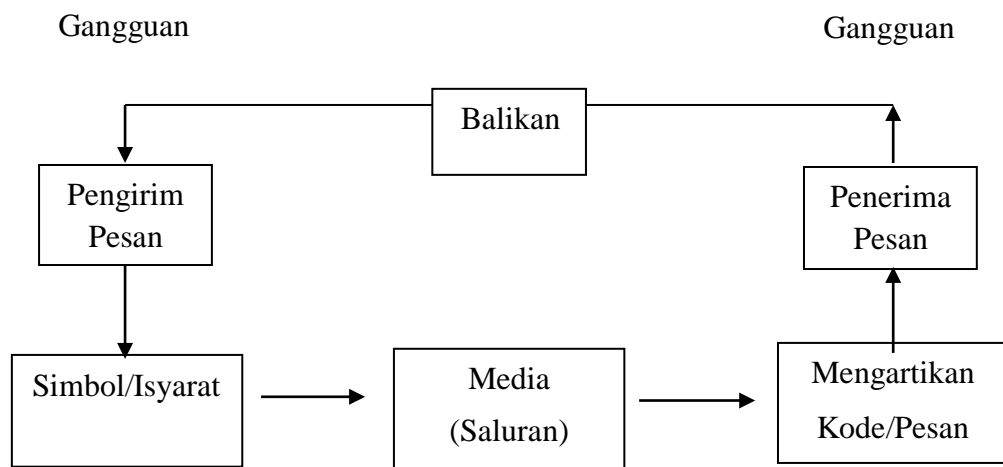 Gangguan
Gangguan
Balikan
Pengirim
Pesan
Penerima
Pesan
Simbol/Isyarat
Media
(Saluran)
Mengartikan
Kode/Pesan